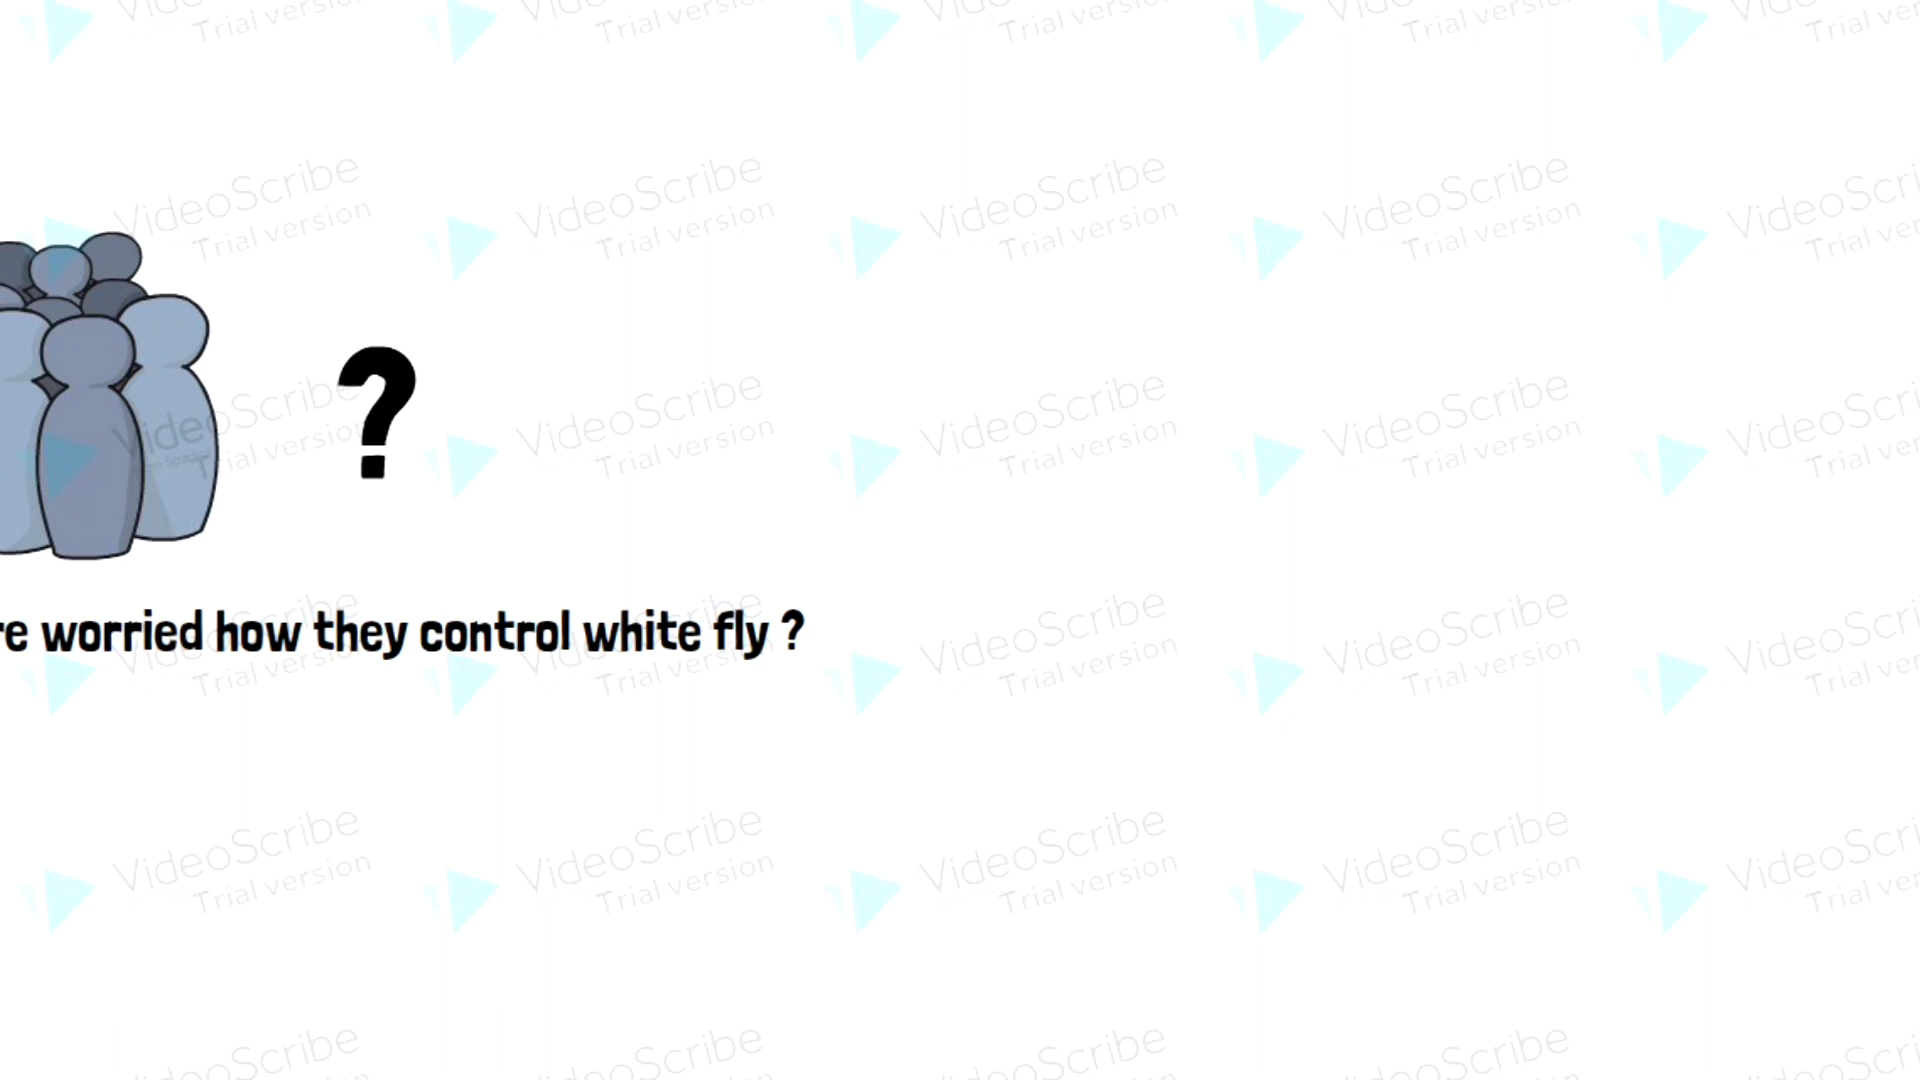 ?
re worried how they control white fly ?
VideoScribe
Trial version